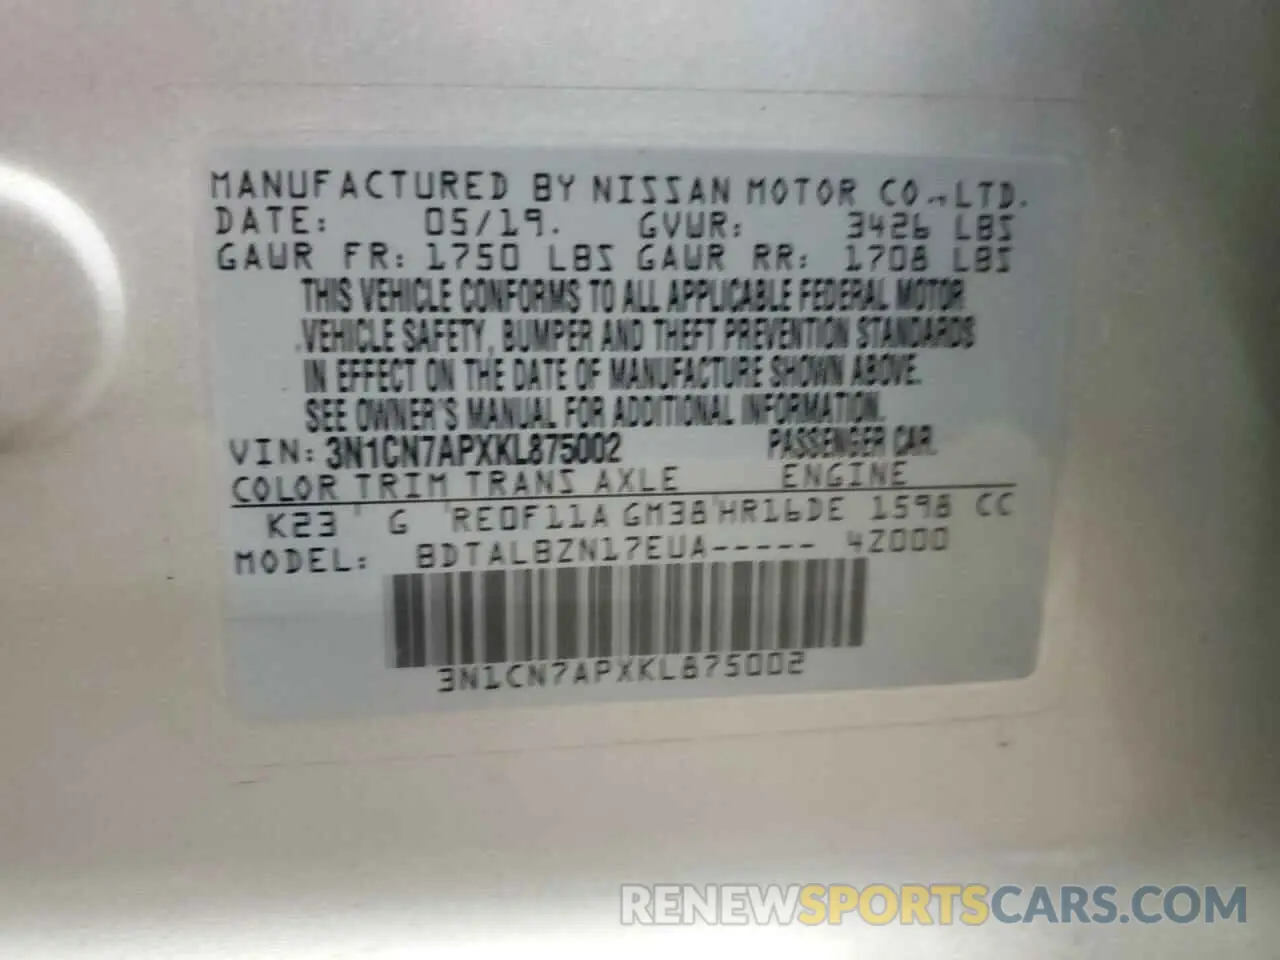 MANUFACTURED BY NISSAN MOTOR CO., LTD.
DATE: 05/19. GVWR: 3426 LBS
GAWR FR: 1750 LBS GAWR RR: 1708 LBS
THIS VEHICLE CONFORMS TO ALL APPLICABLE FEDERAL MOTOR
VEHICLE SAFETY, BUMPER AND THEFT PREVENTION STANDARDS
IN EFFECT ON THE DATE OF MANUFACTURE SHOWN ABOVE.
SEE OWNER'S MANUAL FOR ADDITIONAL INFORMATION.
VIN: 3N1CN7APXKL875002 PASSENGER CAR.
COLOR TRIM TRANS AXLE ENGINE
K23 G RE0F11A GM38 HR16DE 1598 CC
MODEL: BDTALBZN17EUA----- 4Z000
3N1CN7APXKL875002
RENEWSPORTSCARS.COM